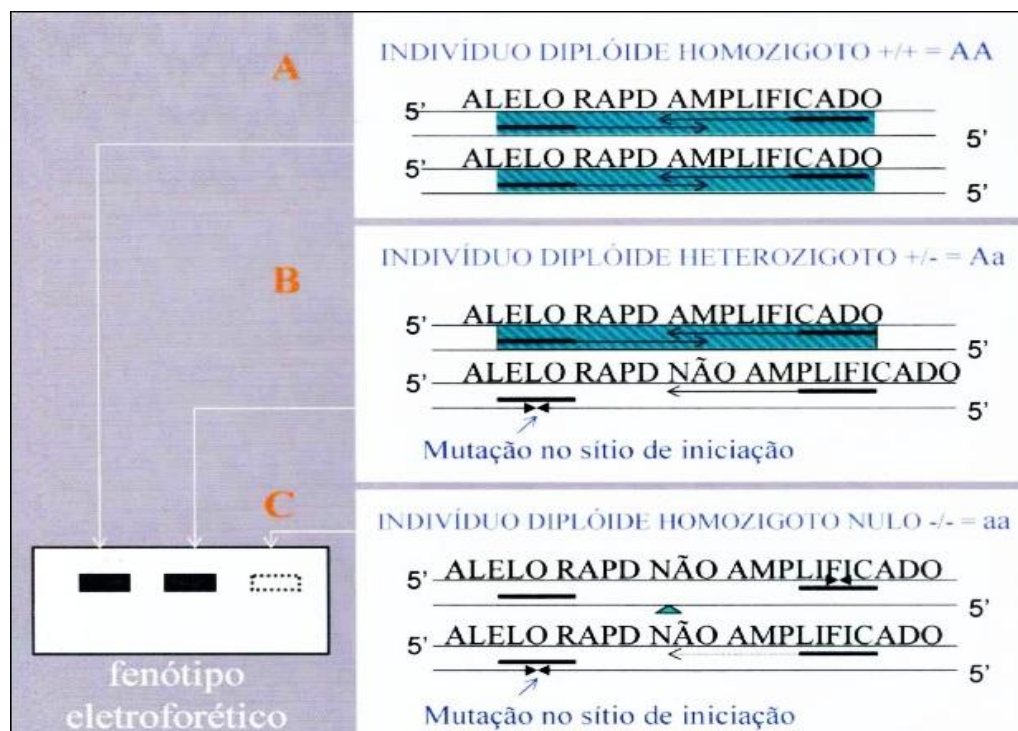 A
INDIVÍDUO DIPLÓIDE HOMOZIGOTO +/+ = AA
ALELO RAPD AMPLIFICADO
5’
5’
ALELO RAPD AMPLIFICADO
5’
B
INDIVÍDUO DIPLÓIDE HETEROZIGOTO +/- = Aa
ALELO RAPD AMPLIFICADO
5’
5’
ALELO RAPD NÃO AMPLIFICADO
5’
Mutação no sítio de iniciação
C
INDIVÍDUO DIPLÓIDE HOMOZIGOTO NULO -/- = aa
ALELO RAPD NÃO AMPLIFICADO
5’
5’
ALELO RAPD NÃO AMPLIFICADO
5’
5’
Mutação no sítio de iniciação
fenótipo
eletroforético